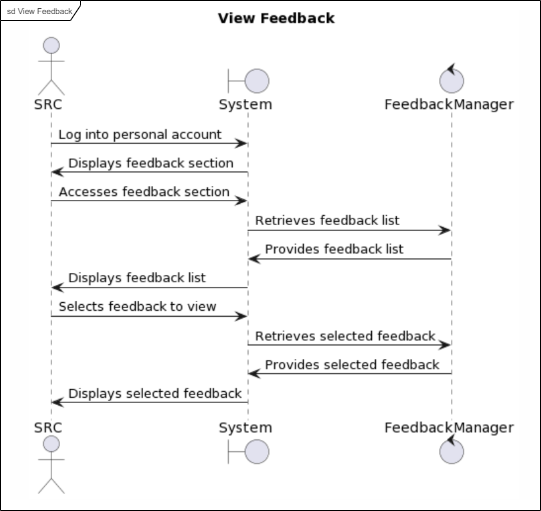 sd View Feedback
View Feedback
SRC System FeedbackManager
Log into personal account
Displays feedback section
Accesses feedback section
Retrieves feedback list
Provides feedback list
Displays feedback list
Selects feedback to view
Retrieves selected feedback
Provides selected feedback
Displays selected feedback
SRC System FeedbackManager